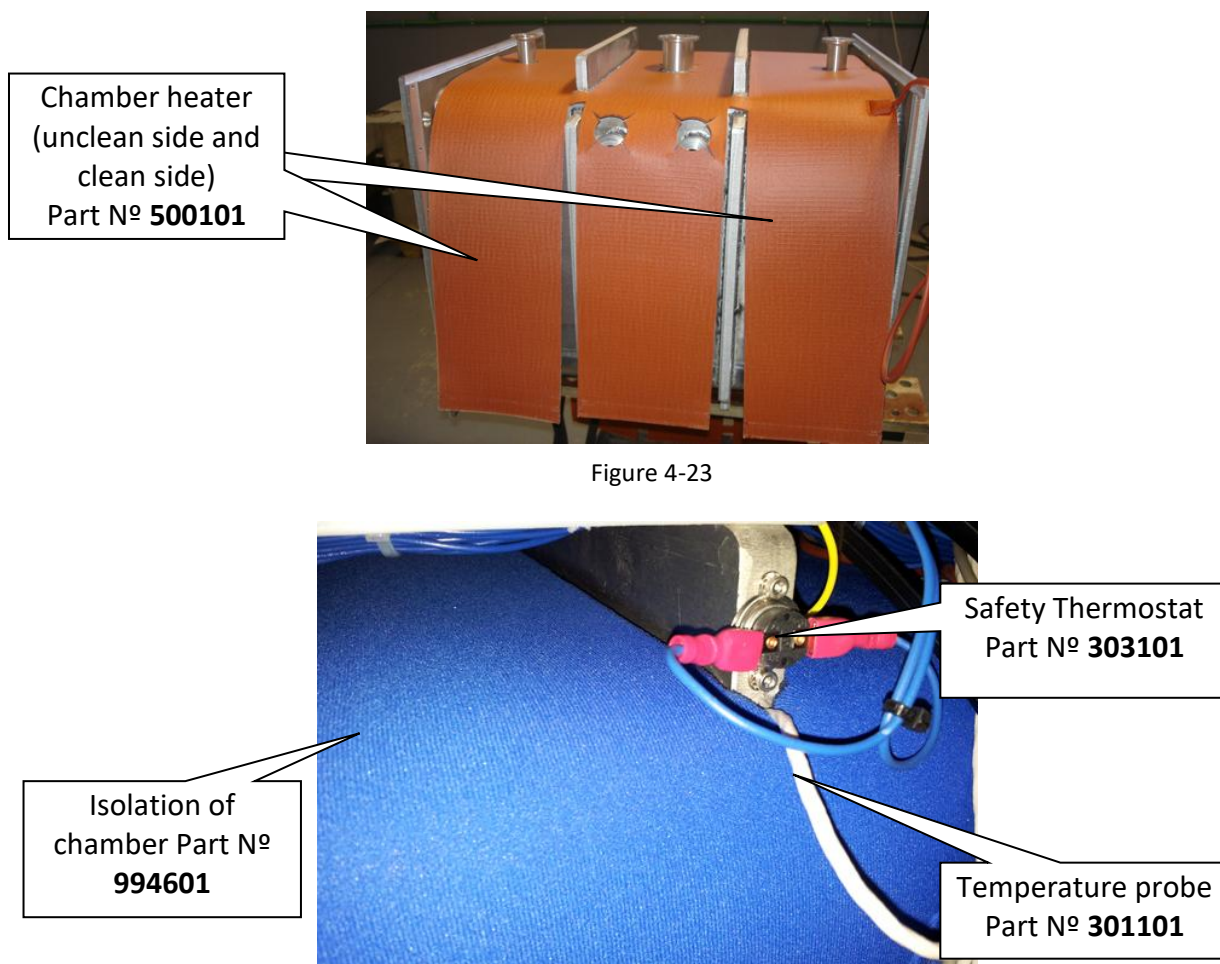 Chamber heater
(unclean side and
clean side)
Part Nº 500101
Figure 4-23
Safety Thermostat
Part Nº 303101
Isolation of
chamber Part Nº
994601
Temperature probe
Part Nº 301101